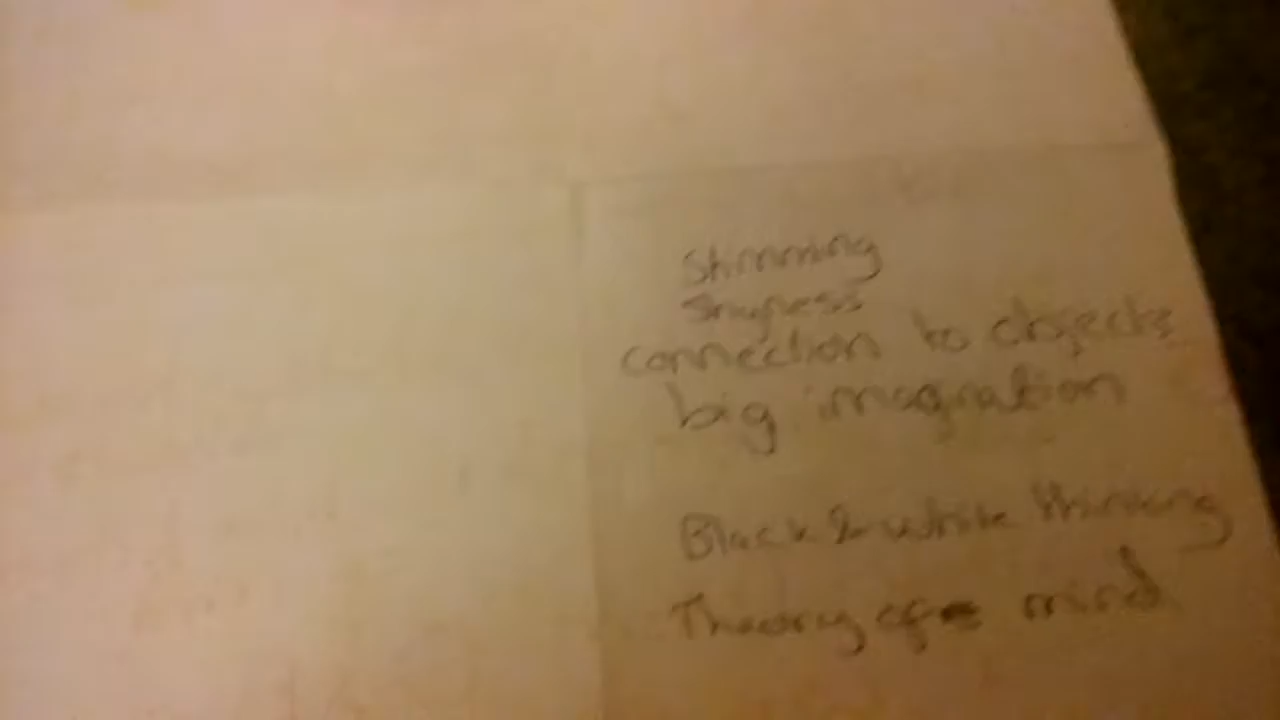 Stimming
Shyness
connection to objects
big imagination
Black & white thinking
Theory of mind